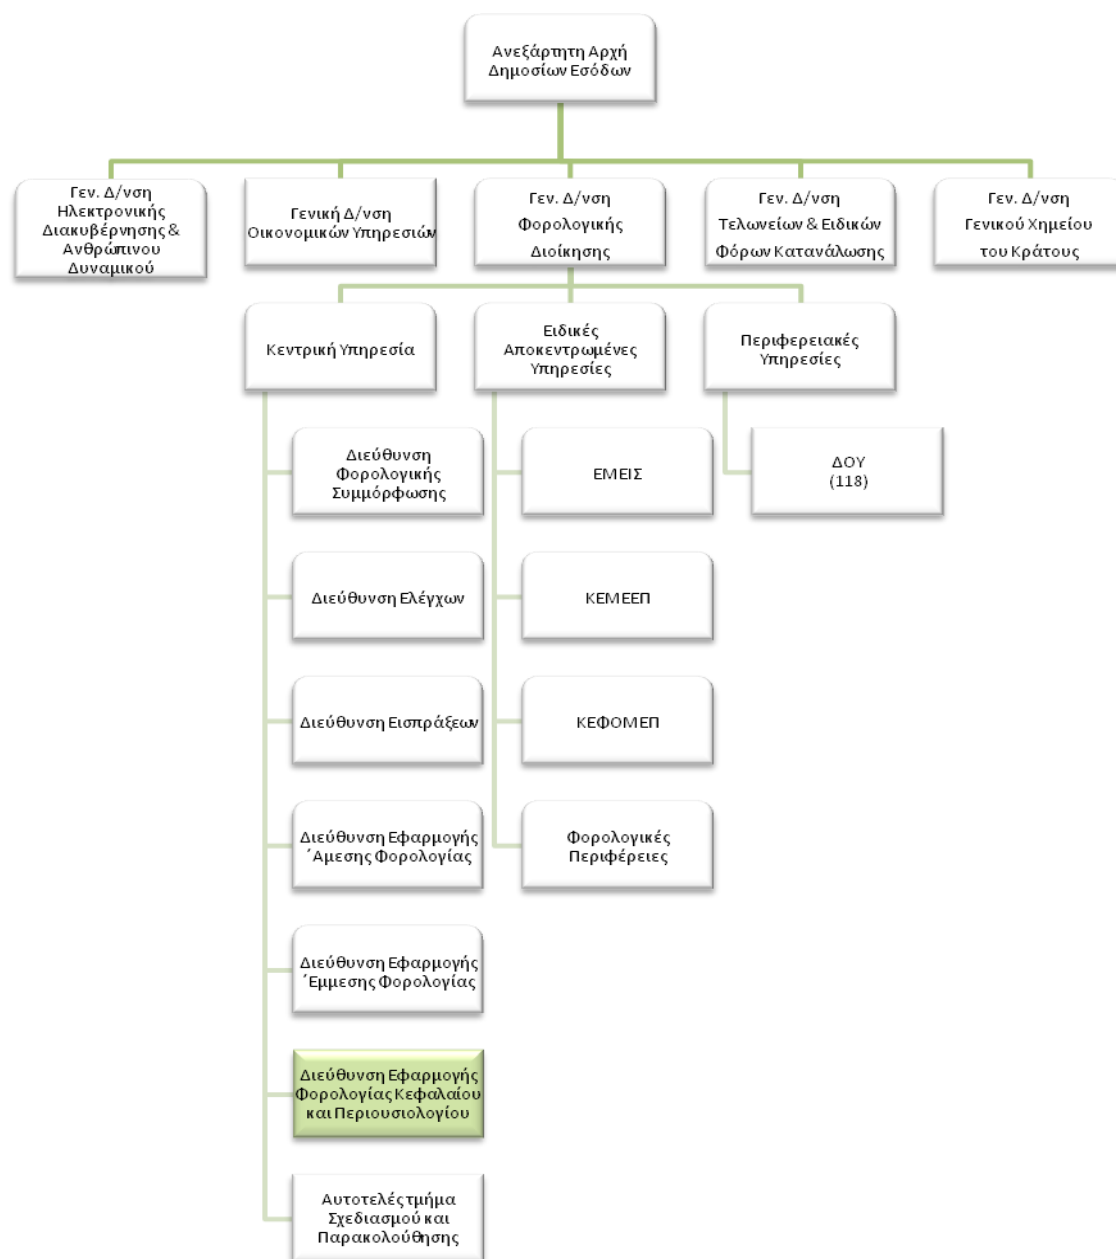 Ανεξάρτητη Αρχή
Δημοσίων Εσόδων
Γεν. Δ/νση
Ηλεκτρονικής
Διακυβέρνησης &
Ανθρώπινου
Δυναμικού
Γενική Δ/νση
Οικονομικών Υπηρεσιών
Γεν. Δ/νση
Φορολογικής
Διοίκησης
Γεν. Δ/νση
Τελωνείων & Ειδικών
Φόρων Κατανάλωσης
Γεν. Δ/νση
Γενικού Χημείου
του Κράτους
Κεντρική Υπηρεσία
Ειδικές
Αποκεντρωμένες
Υπηρεσίες
Περιφερειακές
Υπηρεσίες
Διεύθυνση
Φορολογικής
Συμμόρφωσης
Διεύθυνση Ελέγχων
Διεύθυνση Εισπράξεων
Διεύθυνση Εφαρμογής
΄Αμεσης Φορολογίας
Διεύθυνση Εφαρμογής
΄Εμμεσης Φορολογίας
Διεύθυνση Εφαρμογής
Φορολογίας Κεφαλαίου
και Περιουσιολογίου
Αυτοτελές τμήμα
Σχεδιασμού και
Παρακολούθησης
ΕΜΕΙΣ
ΚΕΜΕΕΠ
ΚΕΦΟΜΕΠ
Φορολογικές
Περιφέρειες
ΔΟΥ
(118)